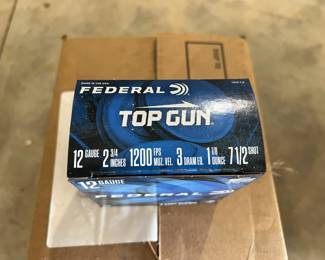 MADE IN THE USA
FEDERAL
TOP GUN
12 GAUGE 2 3/4 INCHES 1200 FPS MUZ. VEL. 3 DRAM EQ. 1 1/8 OUNCE 7 1/2 SHOT
12 GAUGE
FEDERAL